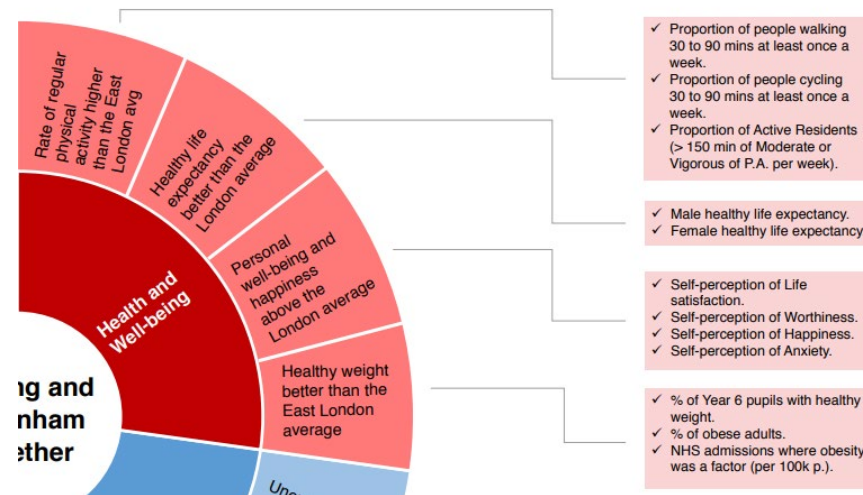 Rate of regular
physical
activity higher
than the East
London avg
Healthy life
expectancy
better than the
London average
Personal
well-being and
happiness
above the
London average
Healthy weight
better than the
East London
average
Health and
Well-being
ng and
nham
ether
✓ Proportion of people walking
30 to 90 mins at least once a
week.
✓ Proportion of people cycling
30 to 90 mins at least once a
week.
✓ Proportion of Active Residents
(> 150 min of Moderate or
Vigorous of P.A. per week).
✓ Male healthy life expectancy.
✓ Female healthy life expectancy
✓ Self-perception of Life
satisfaction.
✓ Self-perception of Worthiness.
✓ Self-perception of Happiness.
✓ Self-perception of Anxiety.
✓ % of Year 6 pupils with healthy
weight.
✓ % of obese adults.
✓ NHS admissions where obesity
was a factor (per 100k p.).